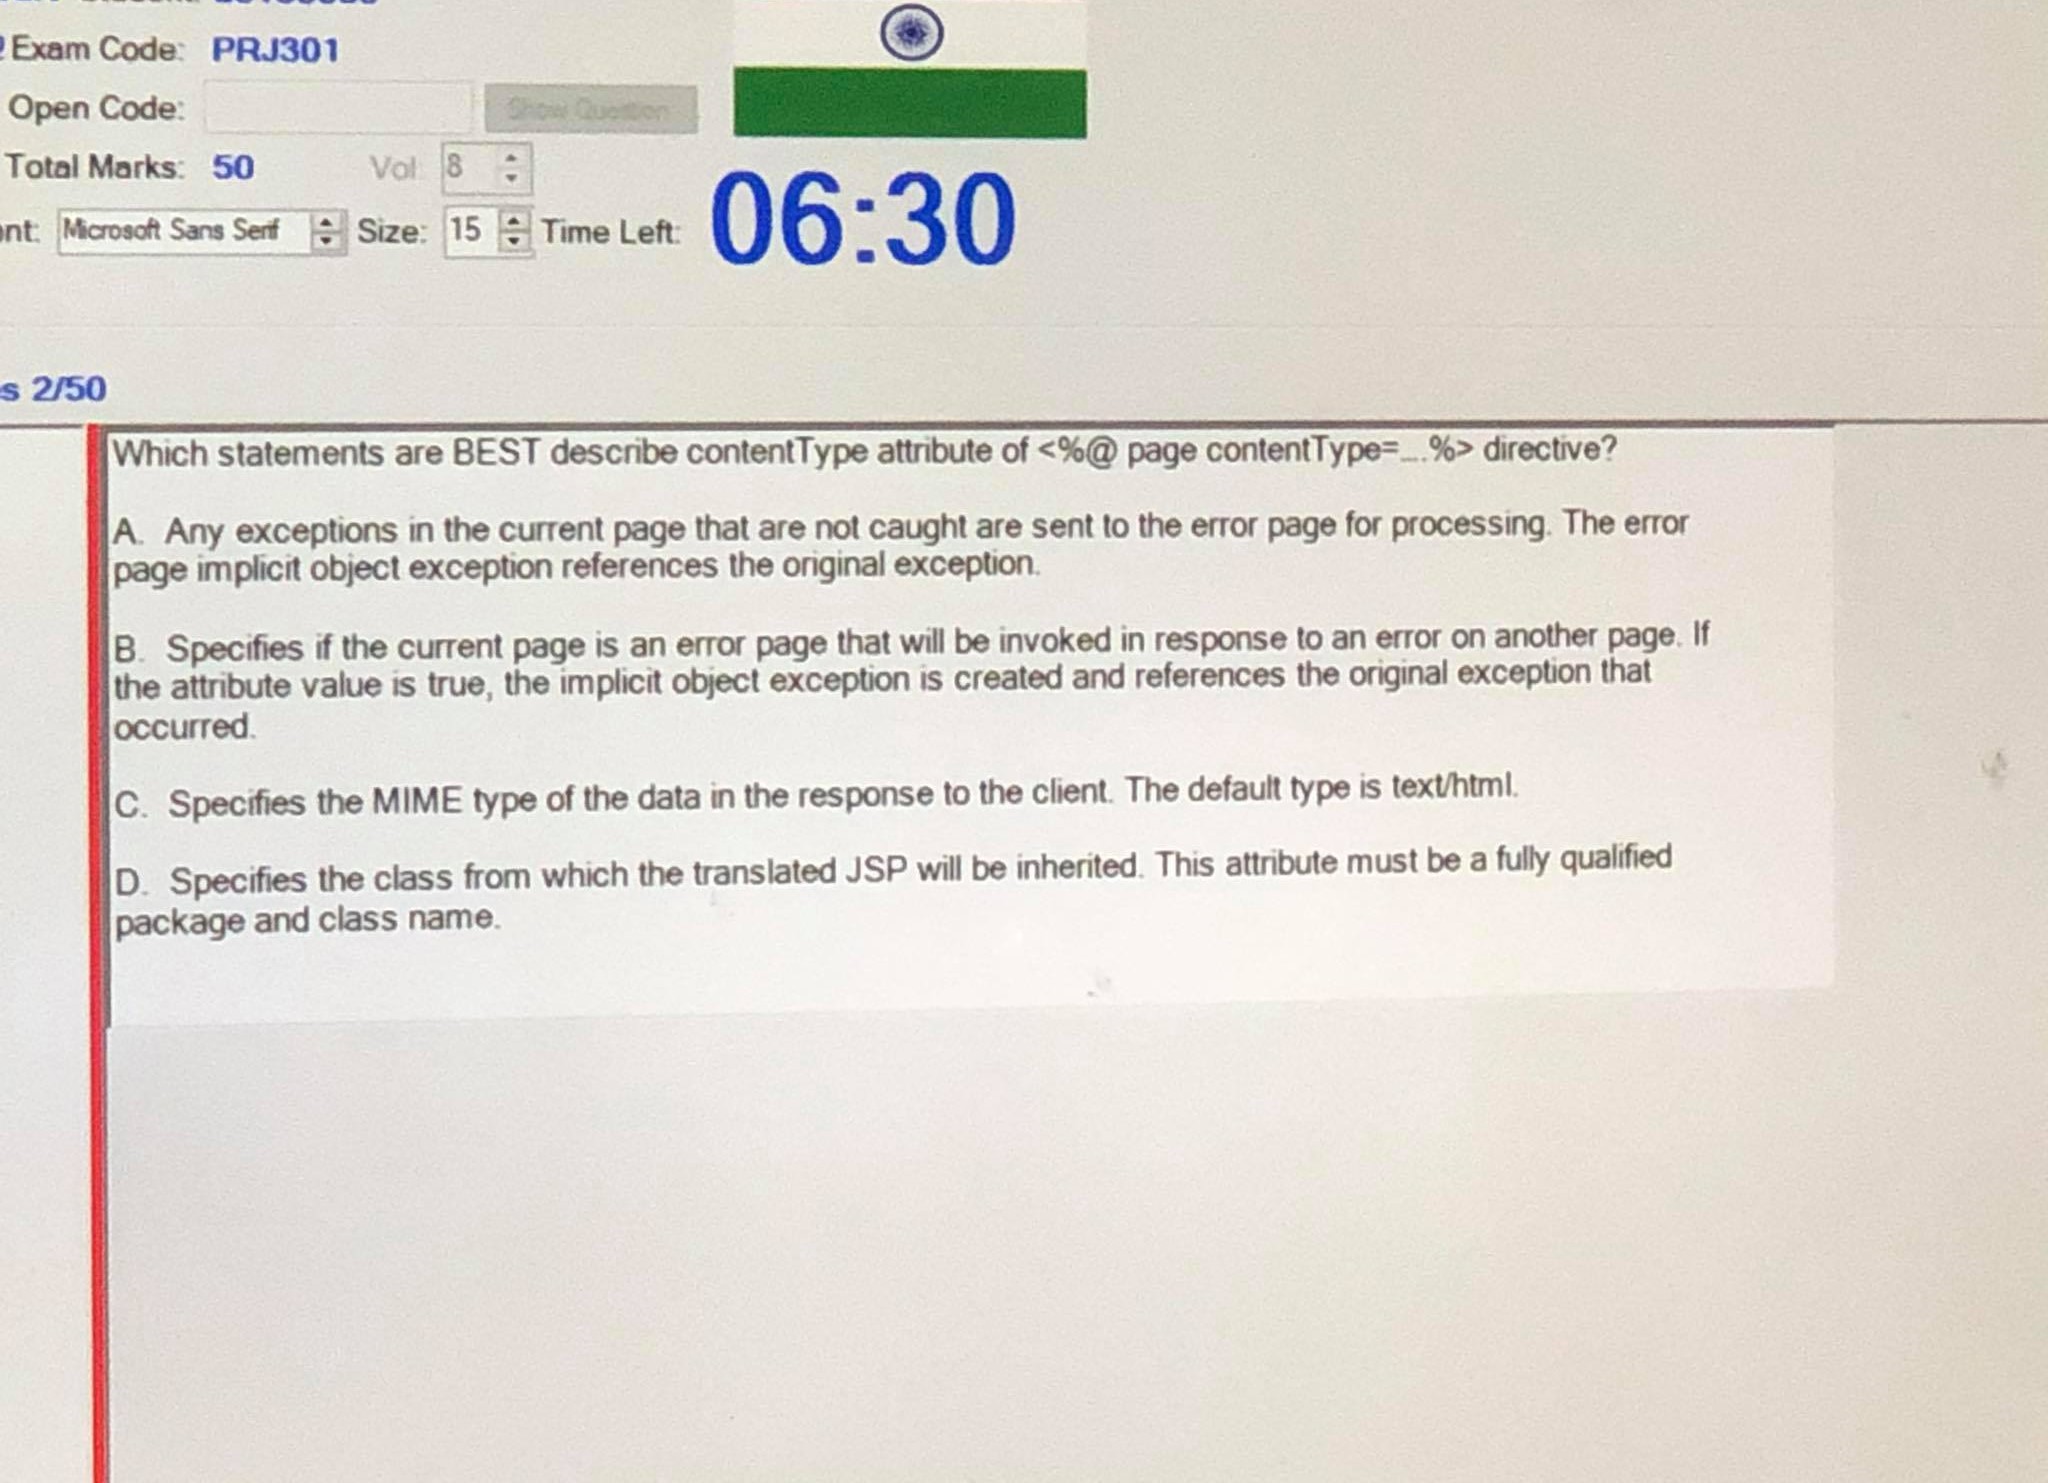 Exam Code: PRJ301
Open Code:
Show Question
Total Marks: 50 Vol: 8
Microsoft Sans Serif Size: 15 Time Left: 06:30
2/50
Which statements are BEST describe contentType attribute of <%@ page contentType=....%> directive?
A. Any exceptions in the current page that are not caught are sent to the error page for processing. The error
page implicit object exception references the original exception.
B. Specifies if the current page is an error page that will be invoked in response to an error on another page. If
the attribute value is true, the implicit object exception is created and references the original exception that
occurred.
C. Specifies the MIME type of the data in the response to the client. The default type is text/html.
D. Specifies the class from which the translated JSP will be inherited. This attribute must be a fully qualified
package and class name.